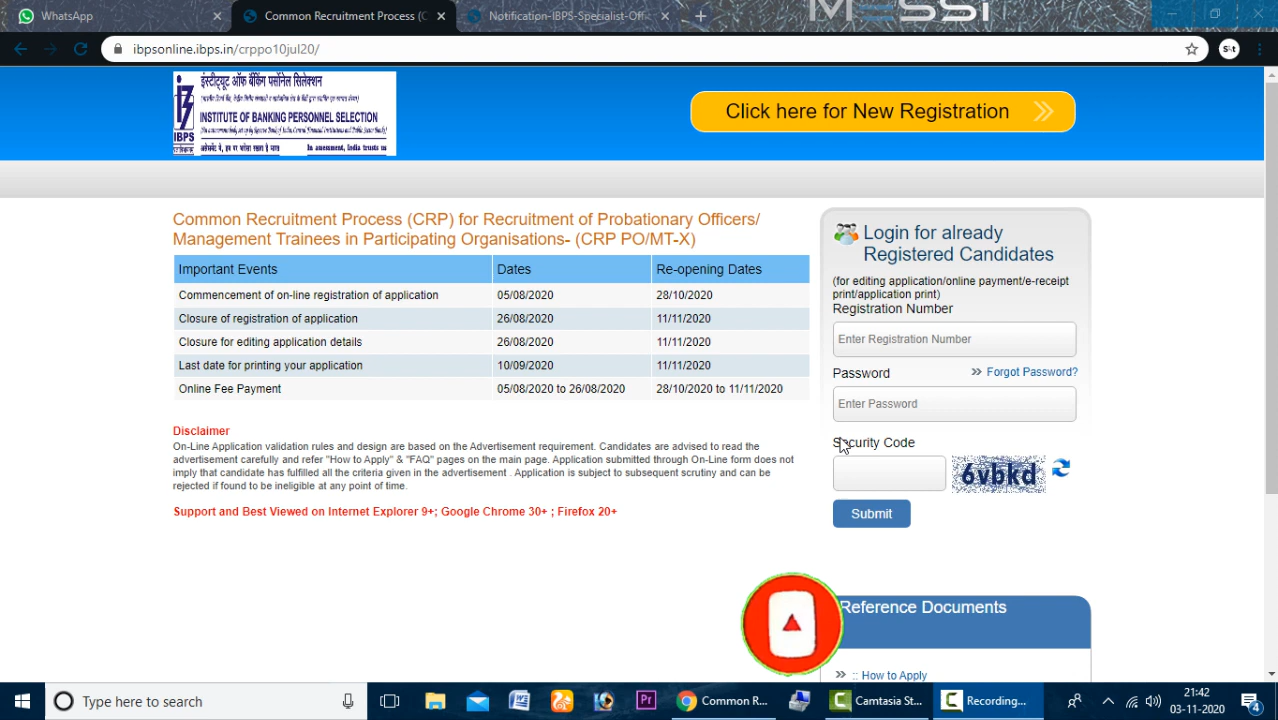 WhatsApp
Common Recruitment Process (C
Notification-IBPS-Specialist-Off
MESSi
ibpsonline.ibps.in/crppo10jul20/
इंस्टीट्यूट ऑफ बैंकिंग पर्सोनेल सिलेक्शन
INSTITUTE OF BANKING PERSONNEL SELECTION
IBPS
In assessment, India trusts us
Click here for New Registration
Common Recruitment Process (CRP) for Recruitment of Probationary Officers/
Management Trainees in Participating Organisations- (CRP PO/MT-X)
Important Events Dates Re-opening Dates
Commencement of on-line registration of application 05/08/2020 28/10/2020
Closure of registration of application 26/08/2020 11/11/2020
Closure for editing application details 26/08/2020 11/11/2020
Last date for printing your application 10/09/2020 11/11/2020
Online Fee Payment 05/08/2020 to 26/08/2020 28/10/2020 to 11/11/2020
Disclaimer
On-Line Application validation rules and design are based on the Advertisement requirement. Candidates are advised to read the
advertisement carefully and refer "How to Apply" & "FAQ" pages on the main page. Application submitted through On-Line form does not
imply that candidate has fulfilled all the criteria given in the advertisement . Application is subject to subsequent scrutiny and can be
rejected if found to be ineligible at any point of time.
Support and Best Viewed on Internet Explorer 9+; Google Chrome 30+ ; Firefox 20+
Login for already
Registered Candidates
(for editing application/online payment/e-receipt
print/application print)
Registration Number
Enter Registration Number
Password » Forgot Password?
Enter Password
Security Code
6vbkd
Submit
Reference Documents
» :: How to Apply
Type here to search
Common R...
Camtasia St...
Recording...
21:42
03-11-2020
4